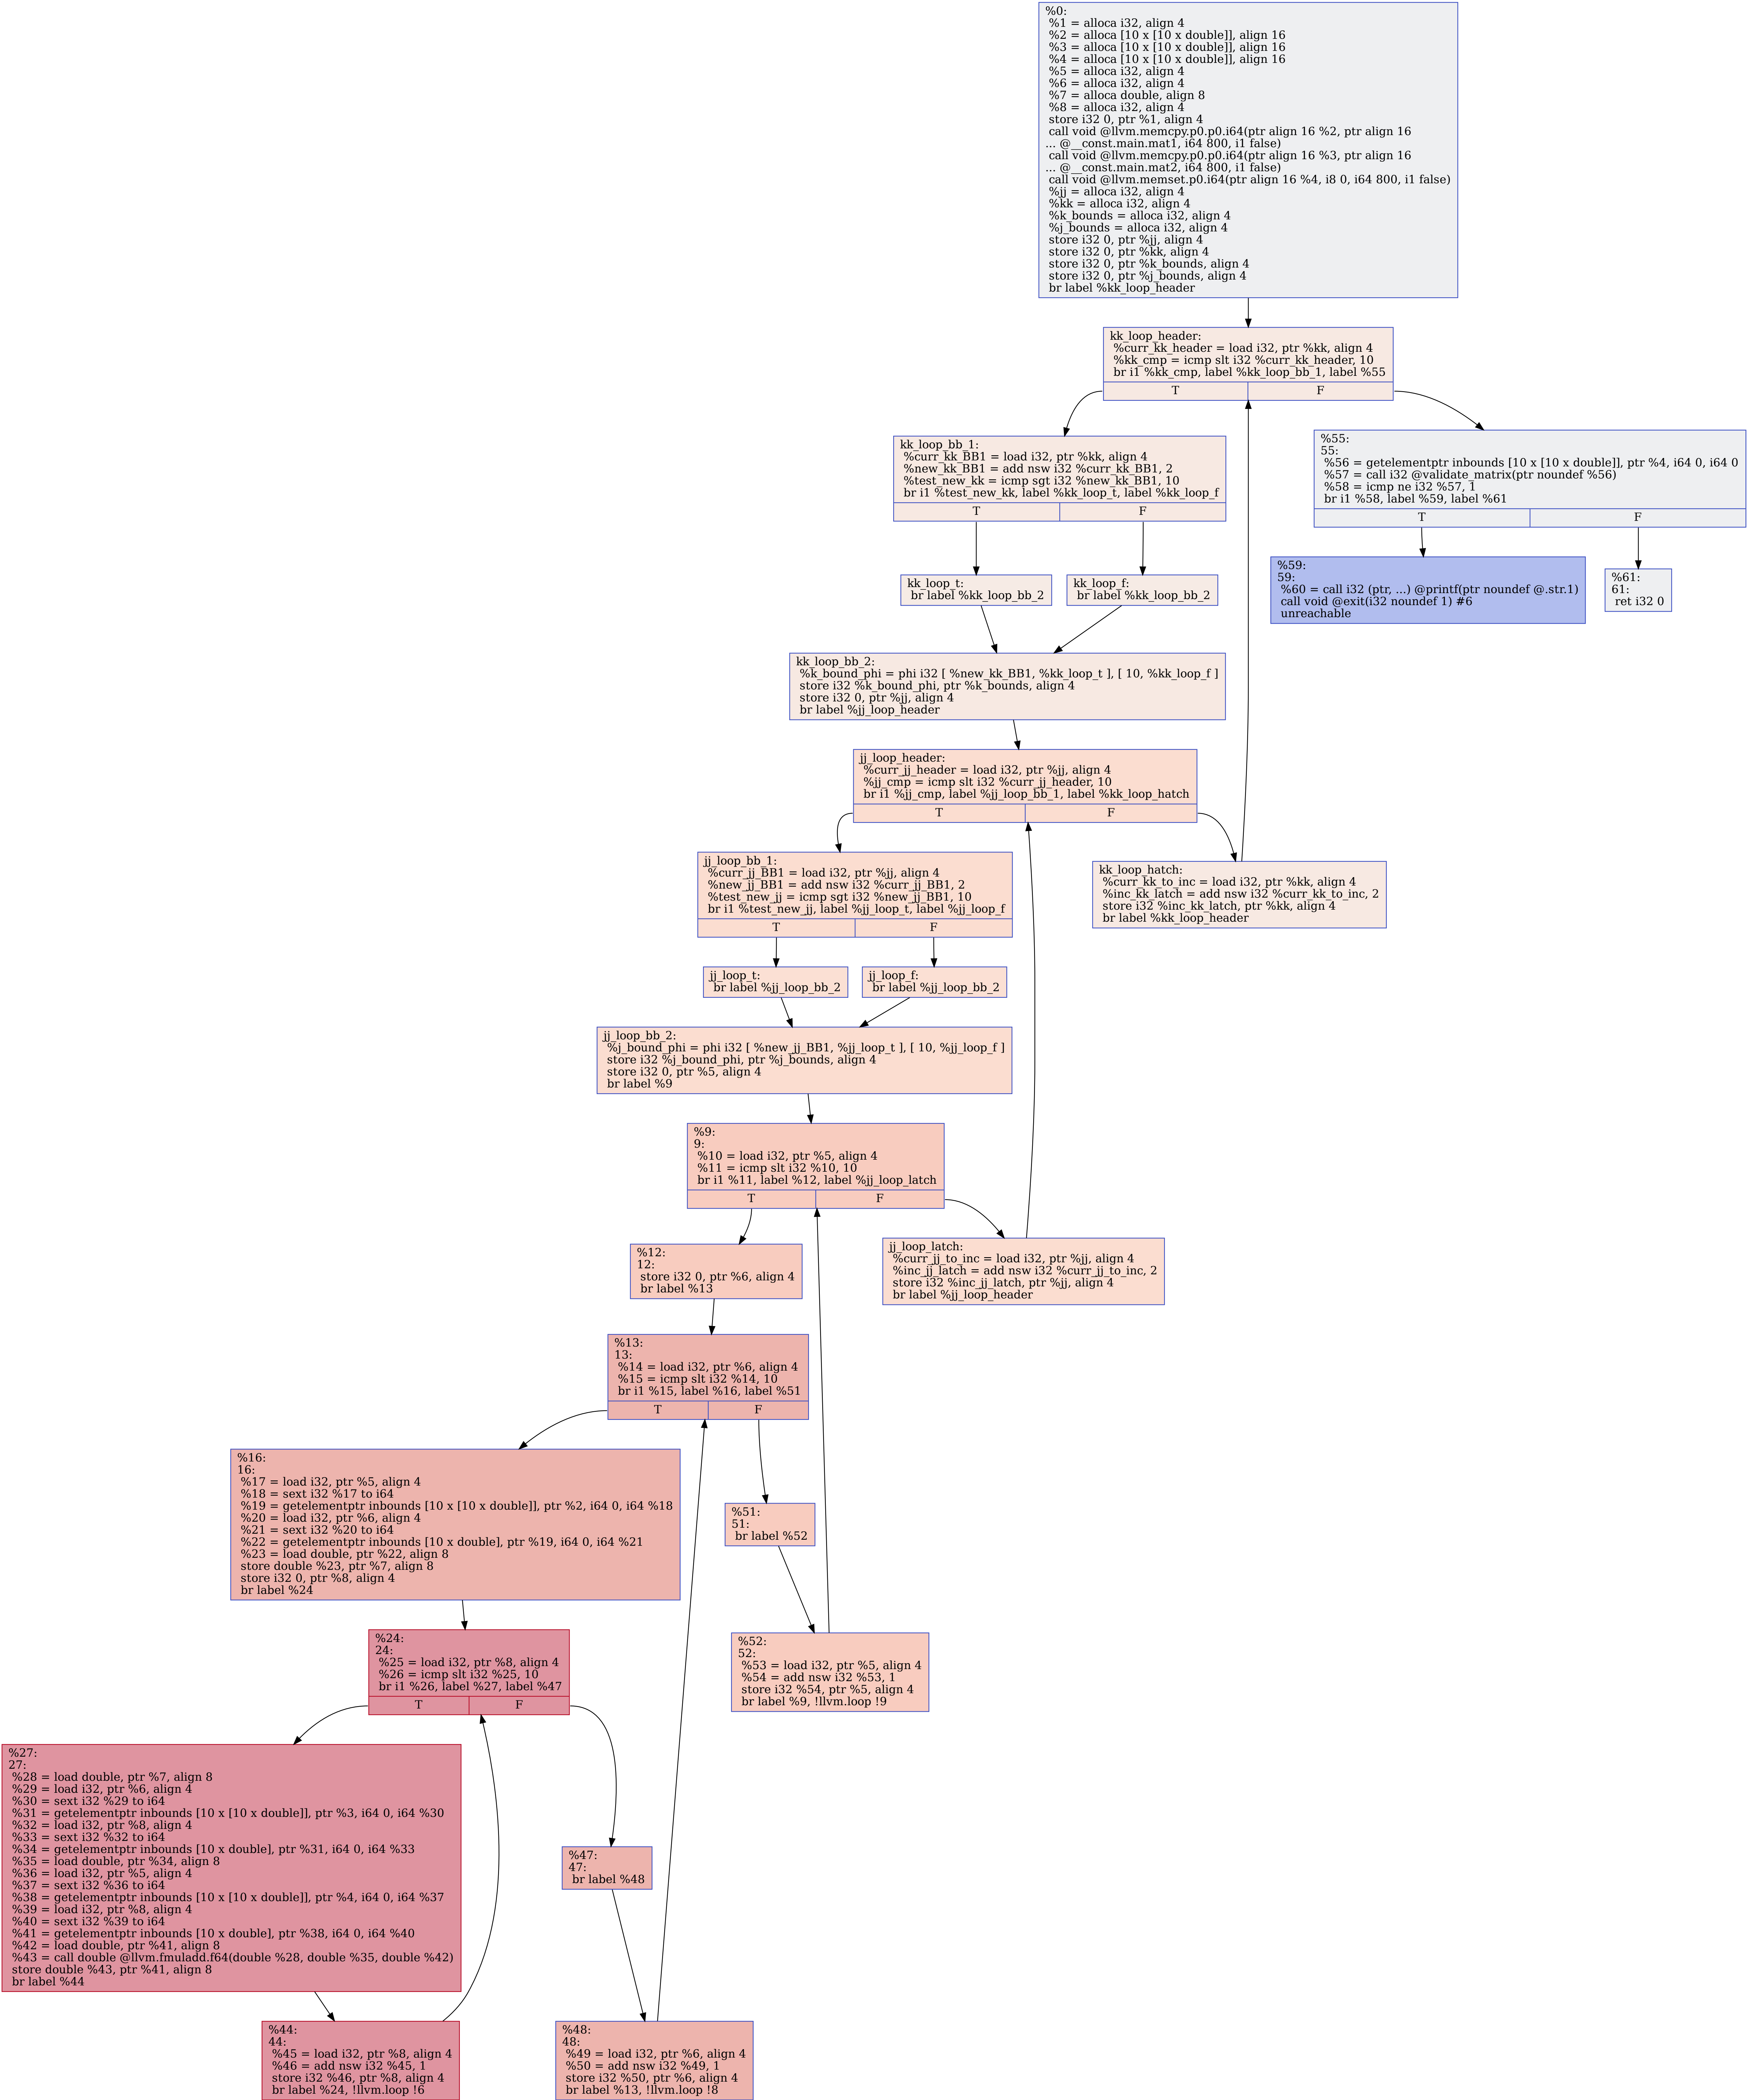 %0:
%1 = alloca i32, align 4
%2 = alloca [10 x [10 x double]], align 16
%3 = alloca [10 x [10 x double]], align 16
%4 = alloca [10 x [10 x double]], align 16
%5 = alloca i32, align 4
%6 = alloca i32, align 4
%7 = alloca double, align 8
%8 = alloca i32, align 4
store i32 0, ptr %1, align 4
call void @llvm.memcpy.p0.p0.i64(ptr align 16 %2, ptr align 16
... @__const.main.mat1, i64 800, i1 false)
call void @llvm.memcpy.p0.p0.i64(ptr align 16 %3, ptr align 16
... @__const.main.mat2, i64 800, i1 false)
call void @llvm.memset.p0.i64(ptr align 16 %4, i8 0, i64 800, i1 false)
%jj = alloca i32, align 4
%kk = alloca i32, align 4
%k_bounds = alloca i32, align 4
%j_bounds = alloca i32, align 4
store i32 0, ptr %jj, align 4
store i32 0, ptr %kk, align 4
store i32 0, ptr %k_bounds, align 4
store i32 0, ptr %j_bounds, align 4
br label %kk_loop_header
kk_loop_header:
%curr_kk_header = load i32, ptr %kk, align 4
%kk_cmp = icmp slt i32 %curr_kk_header, 10
br i1 %kk_cmp, label %kk_loop_bb_1, label %55
T F
kk_loop_bb_1:
%curr_kk_BB1 = load i32, ptr %kk, align 4
%new_kk_BB1 = add nsw i32 %curr_kk_BB1, 2
%test_new_kk = icmp sgt i32 %new_kk_BB1, 10
br i1 %test_new_kk, label %kk_loop_t, label %kk_loop_f
T F
%55:
55:
%56 = getelementptr inbounds [10 x [10 x double]], ptr %4, i64 0, i64 0
%57 = call i32 @validate_matrix(ptr noundef %56)
%58 = icmp ne i32 %57, 1
br i1 %58, label %59, label %61
T F
kk_loop_t:
br label %kk_loop_bb_2
kk_loop_f:
br label %kk_loop_bb_2
%59:
59:
%60 = call i32 (ptr, ...) @printf(ptr noundef @.str.1)
call void @exit(i32 noundef 1) #6
unreachable
%61:
61:
ret i32 0
kk_loop_bb_2:
%k_bound_phi = phi i32 [ %new_kk_BB1, %kk_loop_t ], [ 10, %kk_loop_f ]
store i32 %k_bound_phi, ptr %k_bounds, align 4
store i32 0, ptr %jj, align 4
br label %jj_loop_header
jj_loop_header:
%curr_jj_header = load i32, ptr %jj, align 4
%jj_cmp = icmp slt i32 %curr_jj_header, 10
br i1 %jj_cmp, label %jj_loop_bb_1, label %kk_loop_hatch
T F
jj_loop_bb_1:
%curr_jj_BB1 = load i32, ptr %jj, align 4
%new_jj_BB1 = add nsw i32 %curr_jj_BB1, 2
%test_new_jj = icmp sgt i32 %new_jj_BB1, 10
br i1 %test_new_jj, label %jj_loop_t, label %jj_loop_f
T F
kk_loop_hatch:
%curr_kk_to_inc = load i32, ptr %kk, align 4
%inc_kk_latch = add nsw i32 %curr_kk_to_inc, 2
store i32 %inc_kk_latch, ptr %kk, align 4
br label %kk_loop_header
jj_loop_t:
br label %jj_loop_bb_2
jj_loop_f:
br label %jj_loop_bb_2
jj_loop_bb_2:
%j_bound_phi = phi i32 [ %new_jj_BB1, %jj_loop_t ], [ 10, %jj_loop_f ]
store i32 %j_bound_phi, ptr %j_bounds, align 4
store i32 0, ptr %5, align 4
br label %9
%9:
9:
%10 = load i32, ptr %5, align 4
%11 = icmp slt i32 %10, 10
br i1 %11, label %12, label %jj_loop_latch
T F
%12:
12:
store i32 0, ptr %6, align 4
br label %13
jj_loop_latch:
%curr_jj_to_inc = load i32, ptr %jj, align 4
%inc_jj_latch = add nsw i32 %curr_jj_to_inc, 2
store i32 %inc_jj_latch, ptr %jj, align 4
br label %jj_loop_header
%13:
13:
%14 = load i32, ptr %6, align 4
%15 = icmp slt i32 %14, 10
br i1 %15, label %16, label %51
T F
%16:
16:
%17 = load i32, ptr %5, align 4
%18 = sext i32 %17 to i64
%19 = getelementptr inbounds [10 x [10 x double]], ptr %2, i64 0, i64 %18
%20 = load i32, ptr %6, align 4
%21 = sext i32 %20 to i64
%22 = getelementptr inbounds [10 x double], ptr %19, i64 0, i64 %21
%23 = load double, ptr %22, align 8
store double %23, ptr %7, align 8
store i32 0, ptr %8, align 4
br label %24
%51:
51:
br label %52
%24:
24:
%25 = load i32, ptr %8, align 4
%26 = icmp slt i32 %25, 10
br i1 %26, label %27, label %47
T F
%52:
52:
%53 = load i32, ptr %5, align 4
%54 = add nsw i32 %53, 1
store i32 %54, ptr %5, align 4
br label %9, !llvm.loop !9
%27:
27:
%28 = load double, ptr %7, align 8
%29 = load i32, ptr %6, align 4
%30 = sext i32 %29 to i64
%31 = getelementptr inbounds [10 x [10 x double]], ptr %3, i64 0, i64 %30
%32 = load i32, ptr %8, align 4
%33 = sext i32 %32 to i64
%34 = getelementptr inbounds [10 x double], ptr %31, i64 0, i64 %33
%35 = load double, ptr %34, align 8
%36 = load i32, ptr %5, align 4
%37 = sext i32 %36 to i64
%38 = getelementptr inbounds [10 x [10 x double]], ptr %4, i64 0, i64 %37
%39 = load i32, ptr %8, align 4
%40 = sext i32 %39 to i64
%41 = getelementptr inbounds [10 x double], ptr %38, i64 0, i64 %40
%42 = load double, ptr %41, align 8
%43 = call double @llvm.fmuladd.f64(double %28, double %35, double %42)
store double %43, ptr %41, align 8
br label %44
%47:
47:
br label %48
%44:
44:
%45 = load i32, ptr %8, align 4
%46 = add nsw i32 %45, 1
store i32 %46, ptr %8, align 4
br label %24, !llvm.loop !6
%48:
48:
%49 = load i32, ptr %6, align 4
%50 = add nsw i32 %49, 1
store i32 %50, ptr %6, align 4
br label %13, !llvm.loop !8